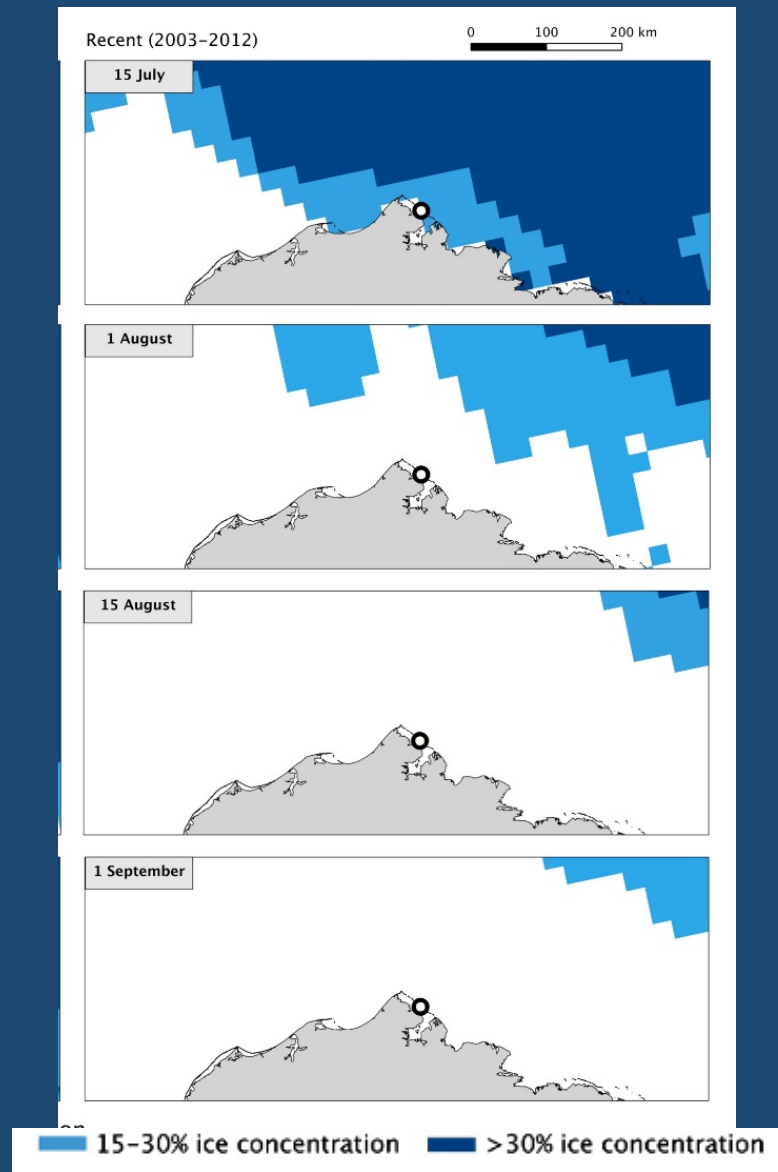 Recent (2003–2012)
0 100 200 km
15 July
1 August
15 August
1 September
15–30% ice concentration >30% ice concentration